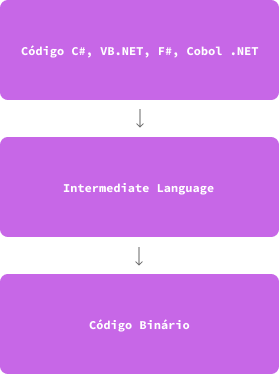 Código C#, VB.NET, F#, Cobol .NET
Intermediate Language
Código Binário